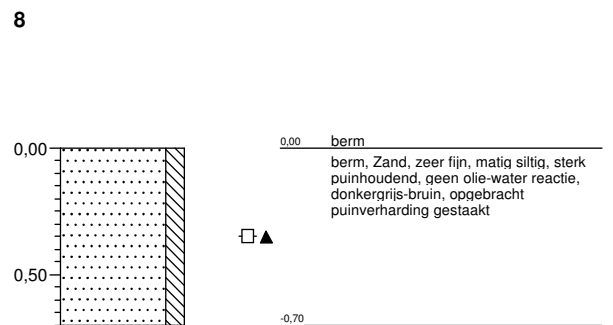 8
0,00 berm
0,00
berm, Zand, zeer fijn, matig siltig, sterk
puinhoudend, geen olie-water reactie,
donkergrijs-bruin, opgebracht
puinverharding gestaakt
0,50
-0,70